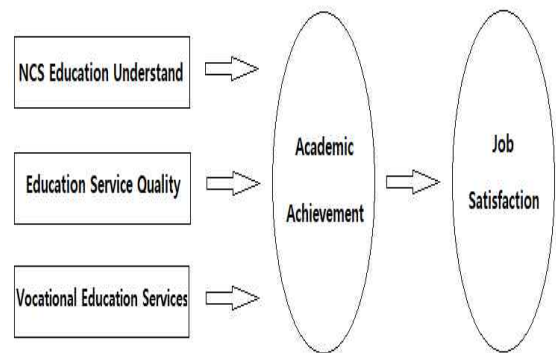 NCS Education Understand
Education Service Quality
Vocational Education Services
Academic
Achievement
Job
Satisfaction